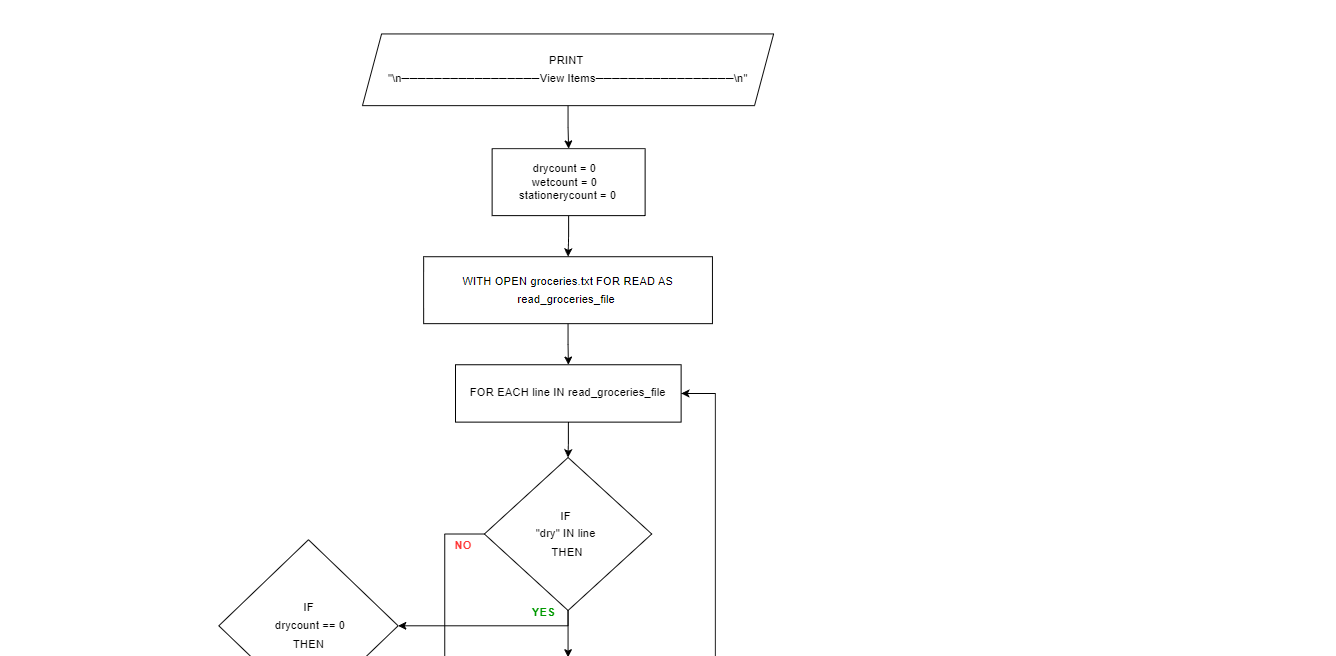 PRINT
"\n-----------------------------------View Items-----------------------------------\n"
drycount = 0
wetcount = 0
stationerycount = 0
WITH OPEN groceries.txt FOR READ AS
read_groceries_file
FOR EACH line IN read_groceries_file
IF
"dry" IN line
THEN
NO
YES
IF
drycount == 0
THEN